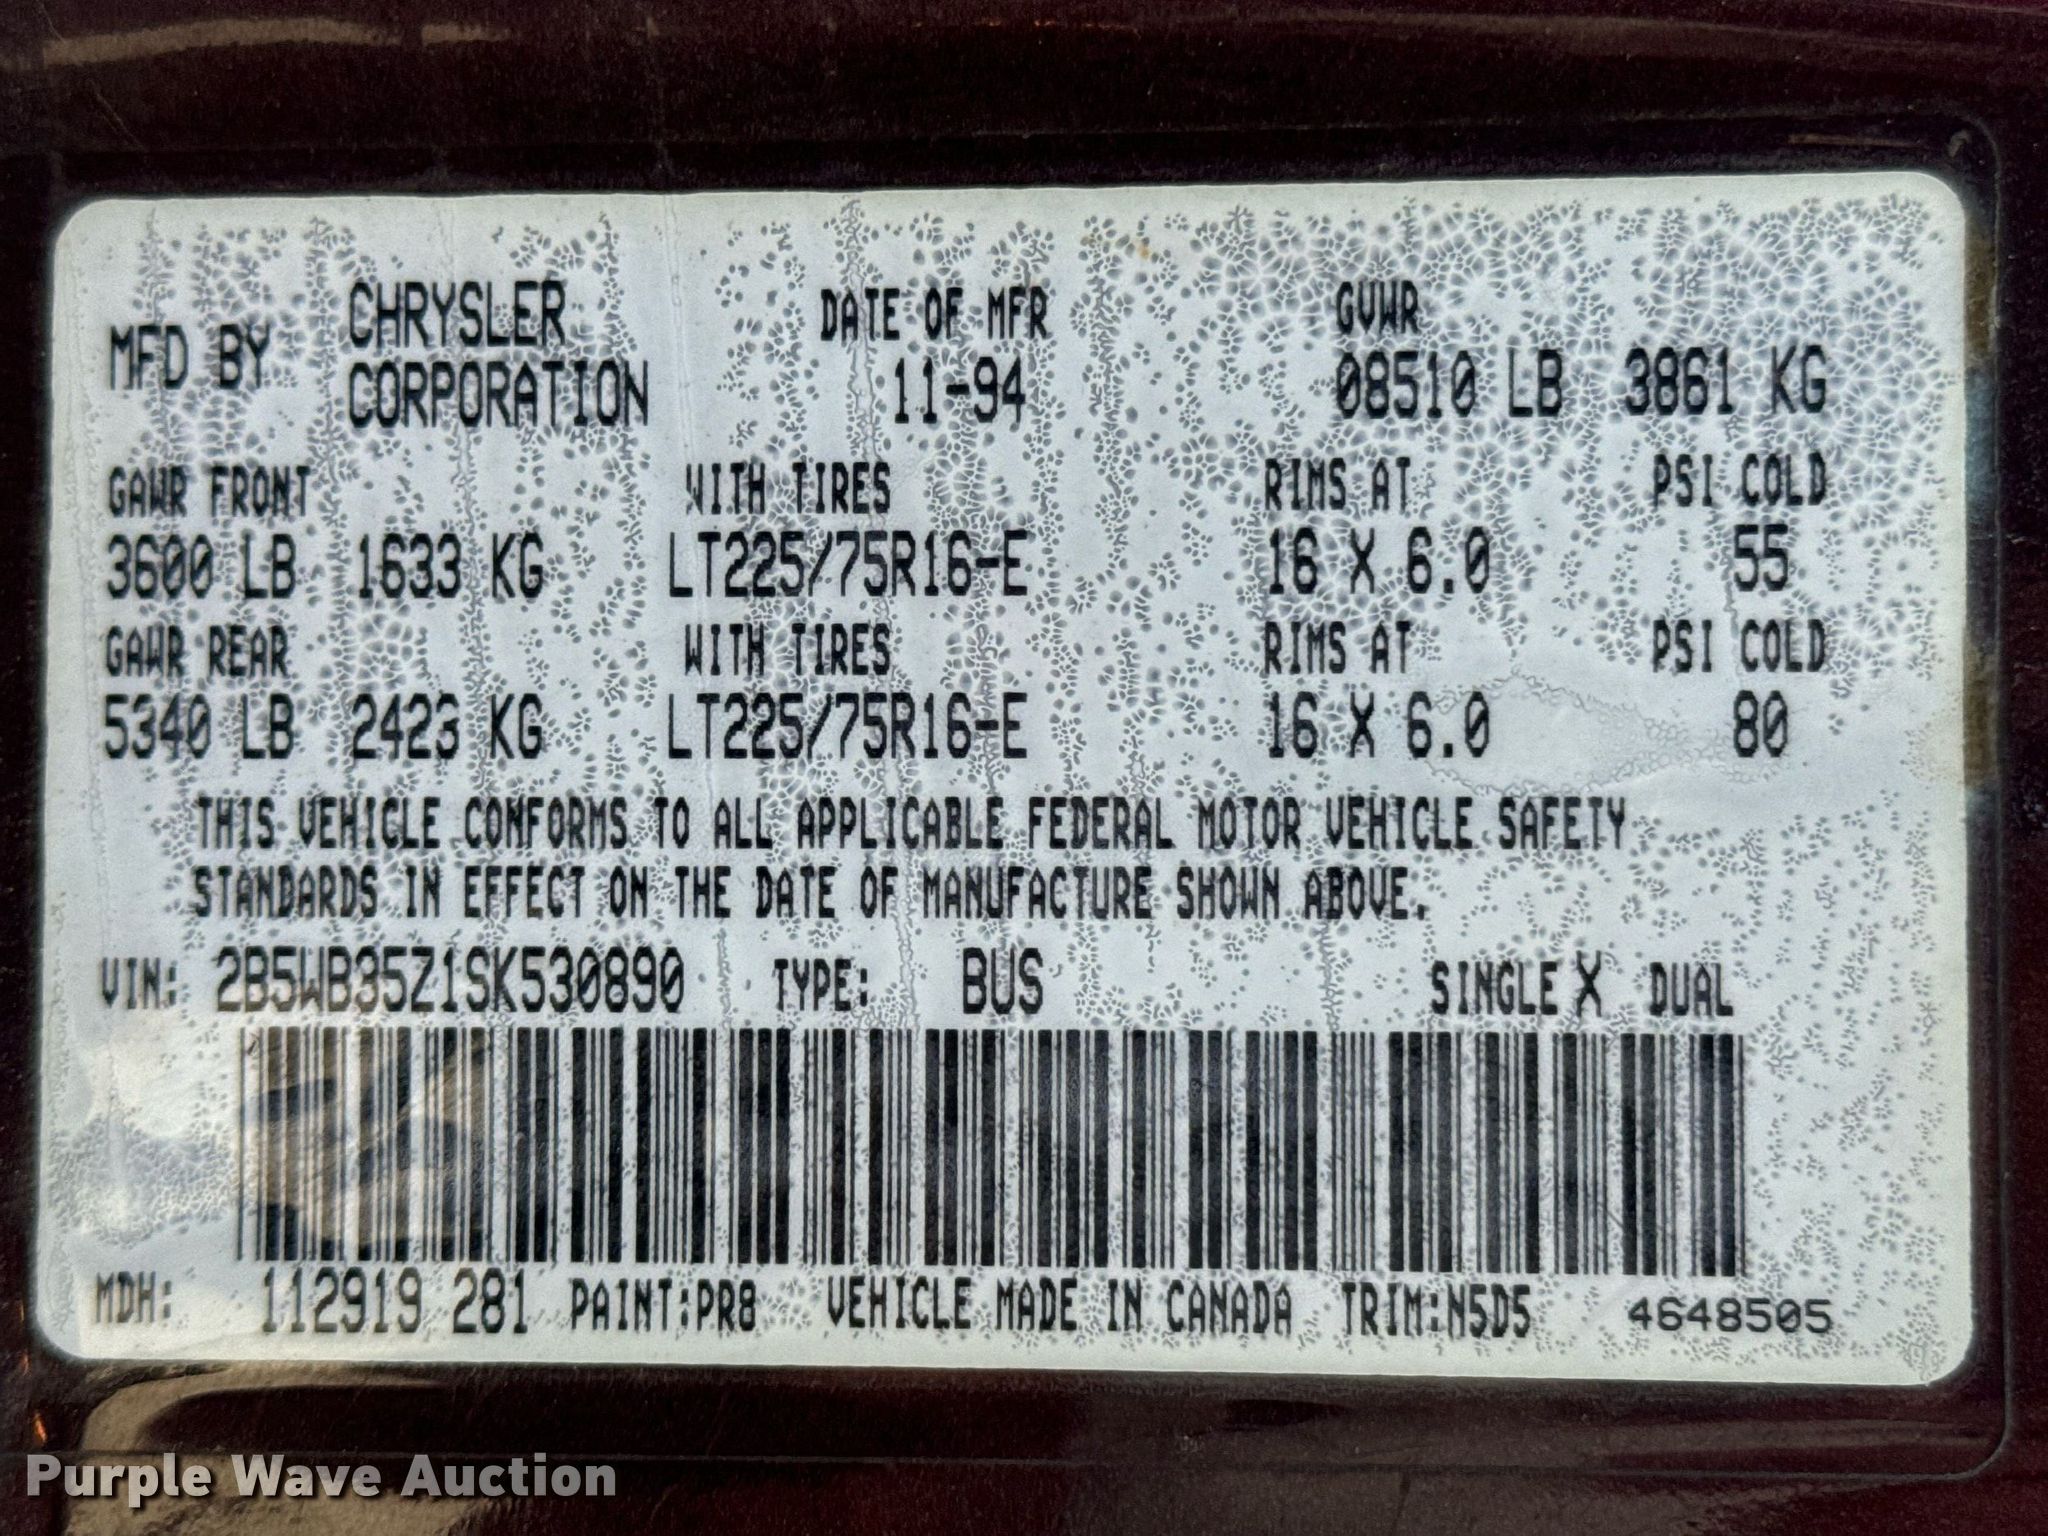 MFD BY CHRYSLER CORPORATION DATE OF MFR 11-94 GVWR 08510 LB 3861 KG
GAWR FRONT WITH TIRES RIMS AT PSI COLD
3600 LB 1633 KG LT225/75R16-E 16 X 6.0 55
GAWR REAR WITH TIRES RIMS AT PSI COLD
5340 LB 2423 KG LT225/75R16-E 16 X 6.0 80
THIS VEHICLE CONFORMS TO ALL APPLICABLE FEDERAL MOTOR VEHICLE SAFETY
STANDARDS IN EFFECT ON THE DATE OF MANUFACTURE SHOWN ABOVE.
VIN: 2B5WB35Z1SK530890 TYPE: BUS SINGLE X DUAL
MDH: 112919 281 PAINT:PR8 VEHICLE MADE IN CANADA TRIM:N5D5 4648505
Purple Wave Auction